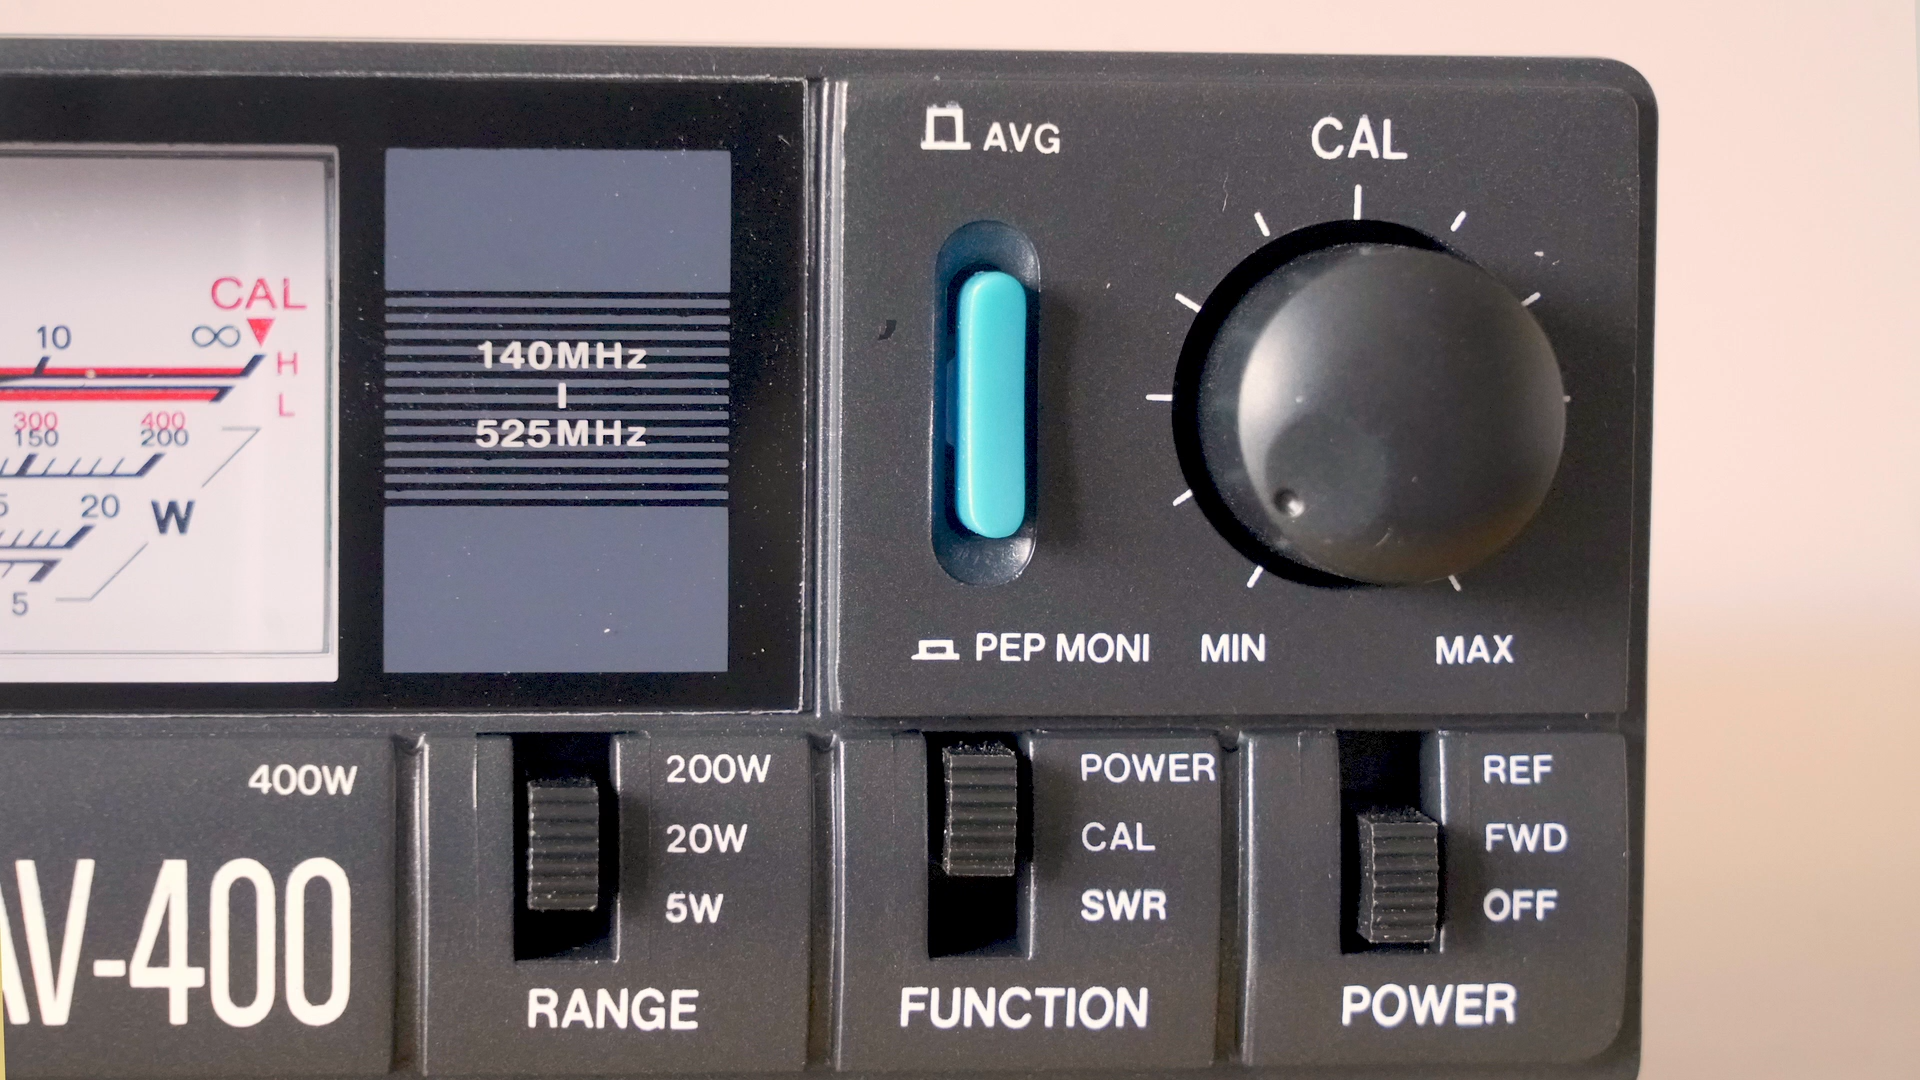 CAL
10 ∞
H
L
300 400
150 200
20
W
5
140MHz
525MHz
AVG
CAL
PEP MONI
MIN MAX
400W
AV-400
200W
20W
5W
RANGE
POWER
CAL
SWR
FUNCTION
REF
FWD
OFF
POWER